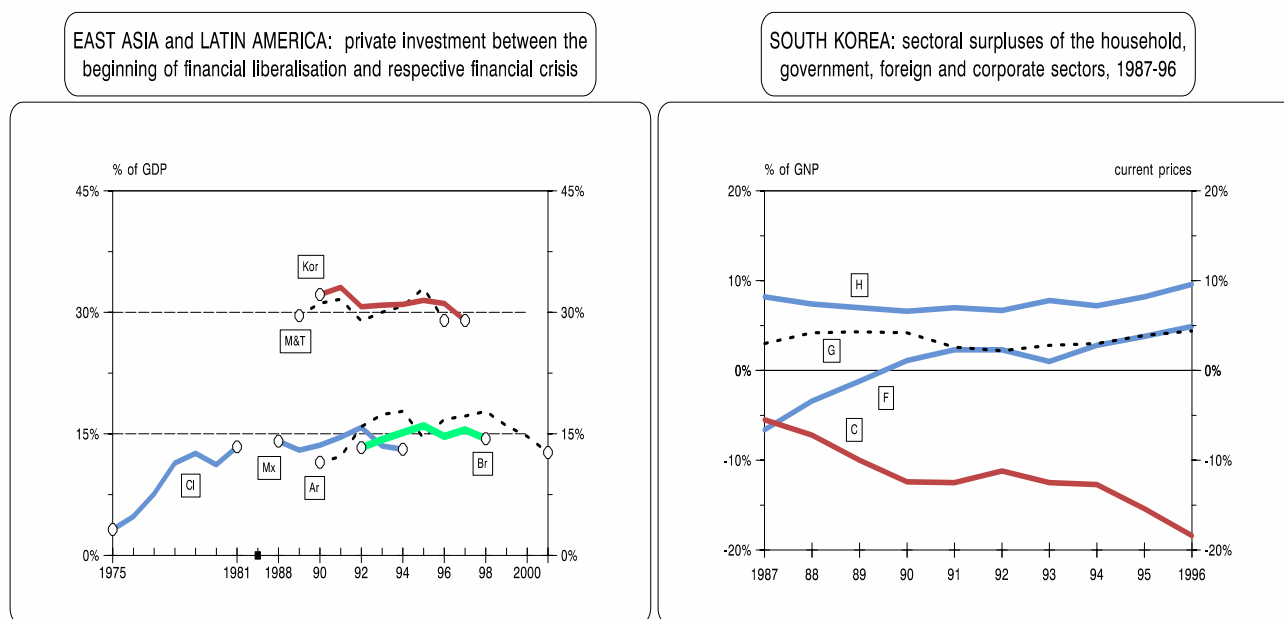 EAST ASIA and LATIN AMERICA: private investment between the
beginning of financial liberalisation and respective financial crisis
% of GDP
45%
45%
30%
30%
15%
15%
0%
0%
Kor
M&T
Cl
Mx
Ar
Br
1975
1981
1988
90
92
94
96
98
2000
SOUTH KOREA: sectoral surpluses of the household,
government, foreign and corporate sectors, 1987-96
% of GNP
current prices
20%
20%
10%
10%
0%
0%
-10%
-10%
-20%
-20%
H
G
F
C
1987
88
89
90
91
92
93
94
95
1996